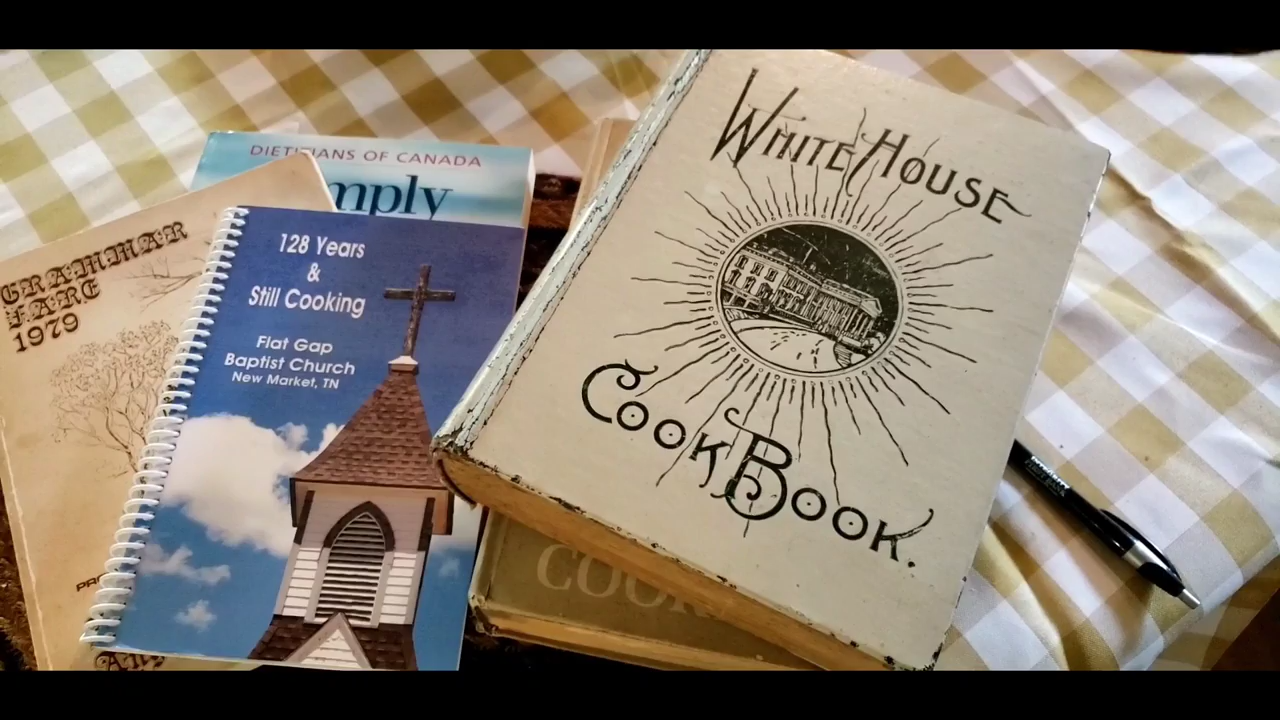 DIETITIANS OF CANADA
mply
GRAMMAR
FARE
1979
128 Years
&
Still Cooking
Flat Gap
Baptist Church
New Market, TN
WHITE HOUSE
COOK BOOK.
COOK